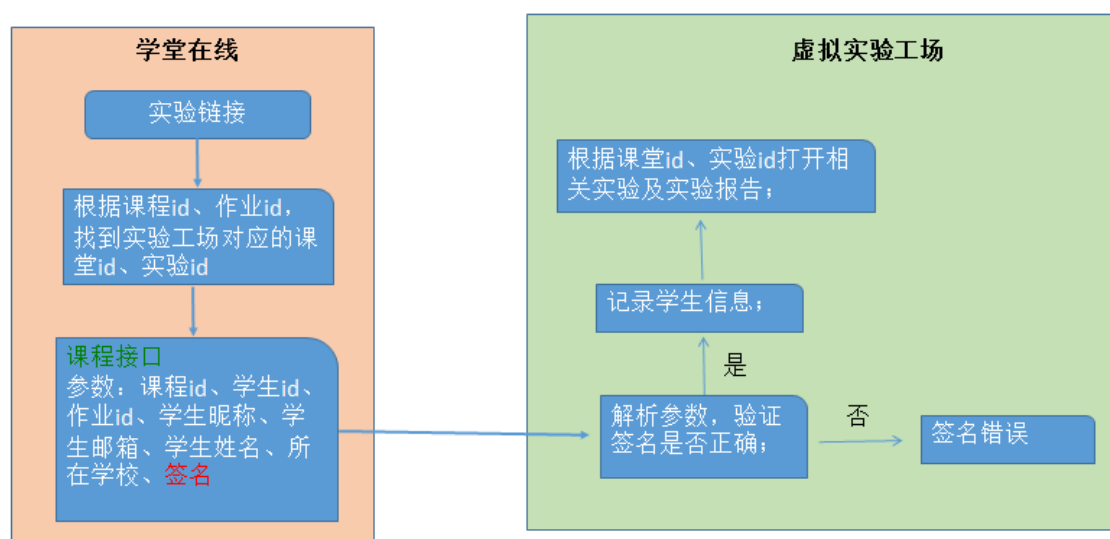 学堂在线
实验链接
根据课程id、作业id，
找到实验工场对应的课
堂id、实验id
课程接口
参数：课程id、学生id、
作业id、学生昵称、学
生邮箱、学生姓名、所
在学校、签名
虚拟实验工场
根据课堂id、实验id打开相
关实验及实验报告；
记录学生信息；
是
解析参数，验证
签名是否正确；
否
签名错误